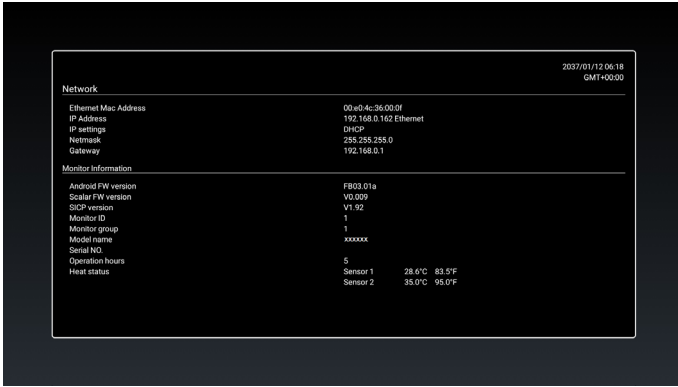 2037/01/12 06:18
GMT+00:00
Network
Ethernet Mac Address 00:e0:4c:36:00:0f
IP Address 192.168.0.162 Ethernet
IP settings DHCP
Netmask 255.255.255.0
Gateway 192.168.0.1
Monitor Information
Android FW version FB03.01a
Scalar FW version V0.009
SICP version V1.92
Monitor ID 1
Monitor group 1
Model name xxxxxx
Serial NO.
Operation hours 5
Heat status Sensor 1 28.6°C 83.5°F
Sensor 2 35.0°C 95.0°F